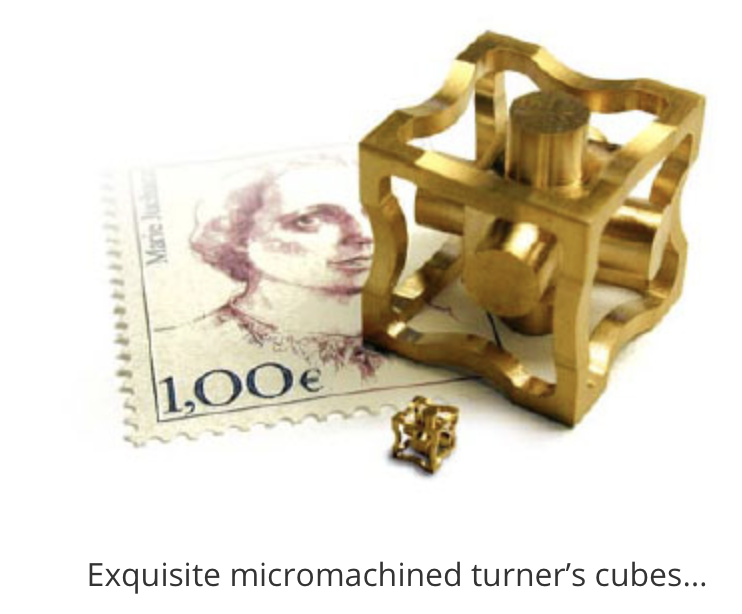 Marie Juchacz
1,00€
Exquisite micromachined turner’s cubes...